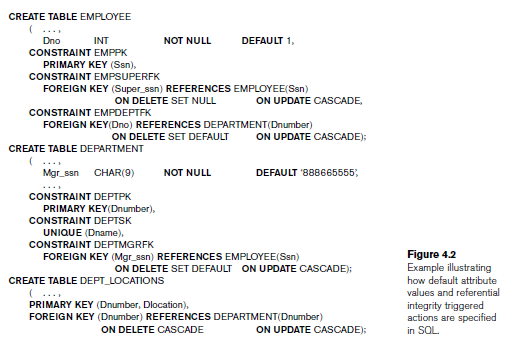 CREATE TABLE EMPLOYEE
( . . . ,
Dno INT NOT NULL DEFAULT 1,
CONSTRAINT EMPPK
PRIMARY KEY (Ssn),
CONSTRAINT EMPSUPERFK
FOREIGN KEY (Super_ssn) REFERENCES EMPLOYEE(Ssn)
ON DELETE SET NULL ON UPDATE CASCADE,
CONSTRAINT EMPDEPTFK
FOREIGN KEY(Dno) REFERENCES DEPARTMENT(Dnumber)
ON DELETE SET DEFAULT ON UPDATE CASCADE);
CREATE TABLE DEPARTMENT
( . . . ,
Mgr_ssn CHAR(9) NOT NULL DEFAULT '888665555',
. . . ,
CONSTRAINT DEPTPK
PRIMARY KEY(Dnumber),
CONSTRAINT DEPTSK
UNIQUE (Dname),
CONSTRAINT DEPTMGRFK
FOREIGN KEY (Mgr_ssn) REFERENCES EMPLOYEE(Ssn)
ON DELETE SET DEFAULT ON UPDATE CASCADE);
CREATE TABLE DEPT_LOCATIONS
( . . . ,
PRIMARY KEY (Dnumber, Dlocation),
FOREIGN KEY (Dnumber) REFERENCES DEPARTMENT(Dnumber)
ON DELETE CASCADE ON UPDATE CASCADE);
Figure 4.2
Example illustrating
how default attribute
values and referential
integrity triggered
actions are specified
in SQL.